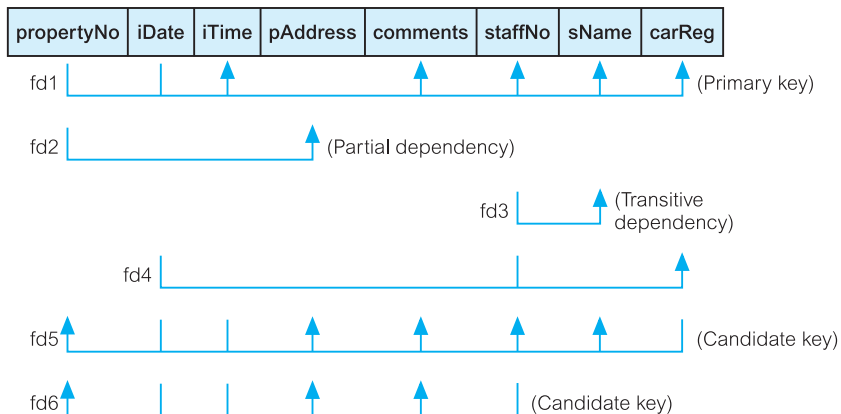 propertyNo iDate iTime pAddress comments staffNo sName carReg
fd1 (Primary key)
fd2 (Partial dependency)
fd3 (Transitive
dependency)
fd4
fd5 (Candidate key)
fd6 (Candidate key)